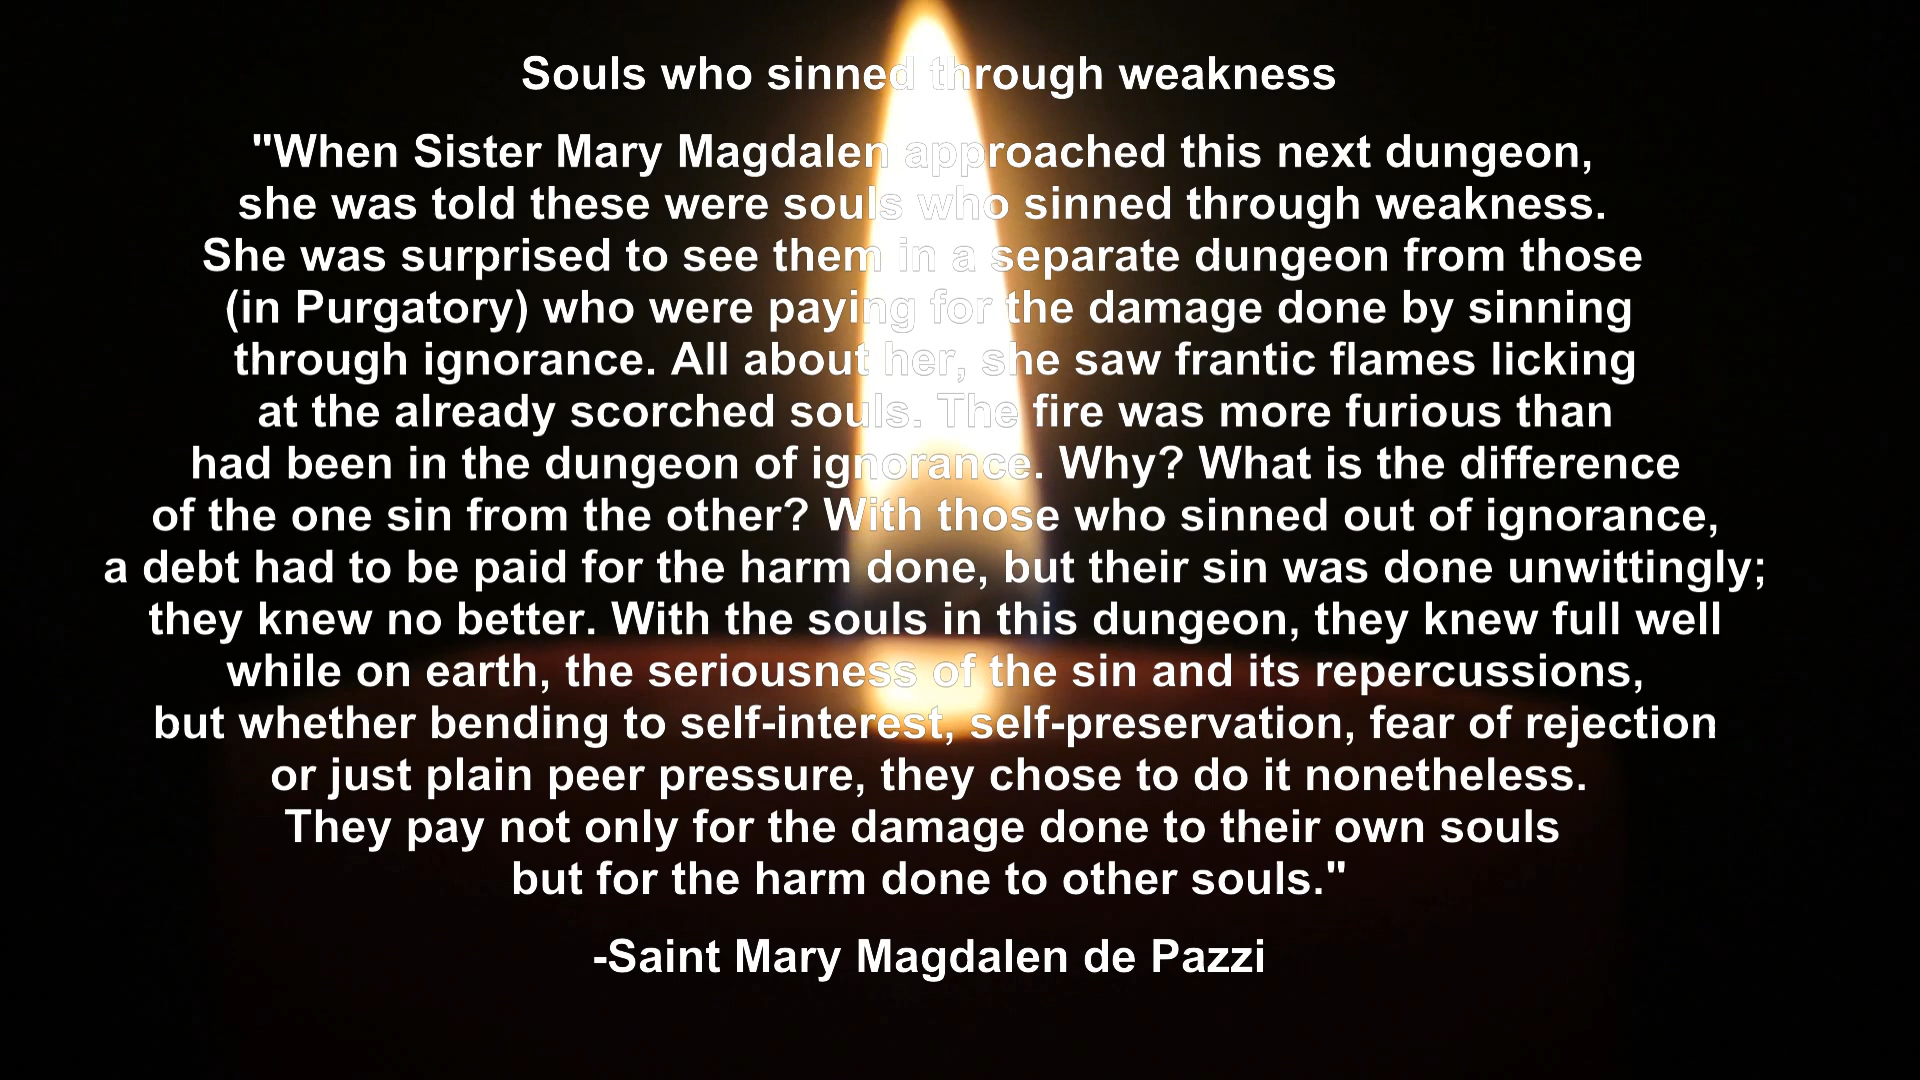 Souls who sinned through weakness
"When Sister Mary Magdalen approached this next dungeon,
she was told these were souls who sinned through weakness.
She was surprised to see them in a separate dungeon from those
(in Purgatory) who were paying for the damage done by sinning
through ignorance. All about her, she saw frantic flames licking
at the already scorched souls. The fire was more furious than
had been in the dungeon of ignorance. Why? What is the difference
of the one sin from the other? With those who sinned out of ignorance,
a debt had to be paid for the harm done, but their sin was done unwittingly;
they knew no better. With the souls in this dungeon, they knew full well
while on earth, the seriousness of the sin and its repercussions,
but whether bending to self-interest, self-preservation, fear of rejection
or just plain peer pressure, they chose to do it nonetheless.
They pay not only for the damage done to their own souls
but for the harm done to other souls."
-Saint Mary Magdalen de Pazzi